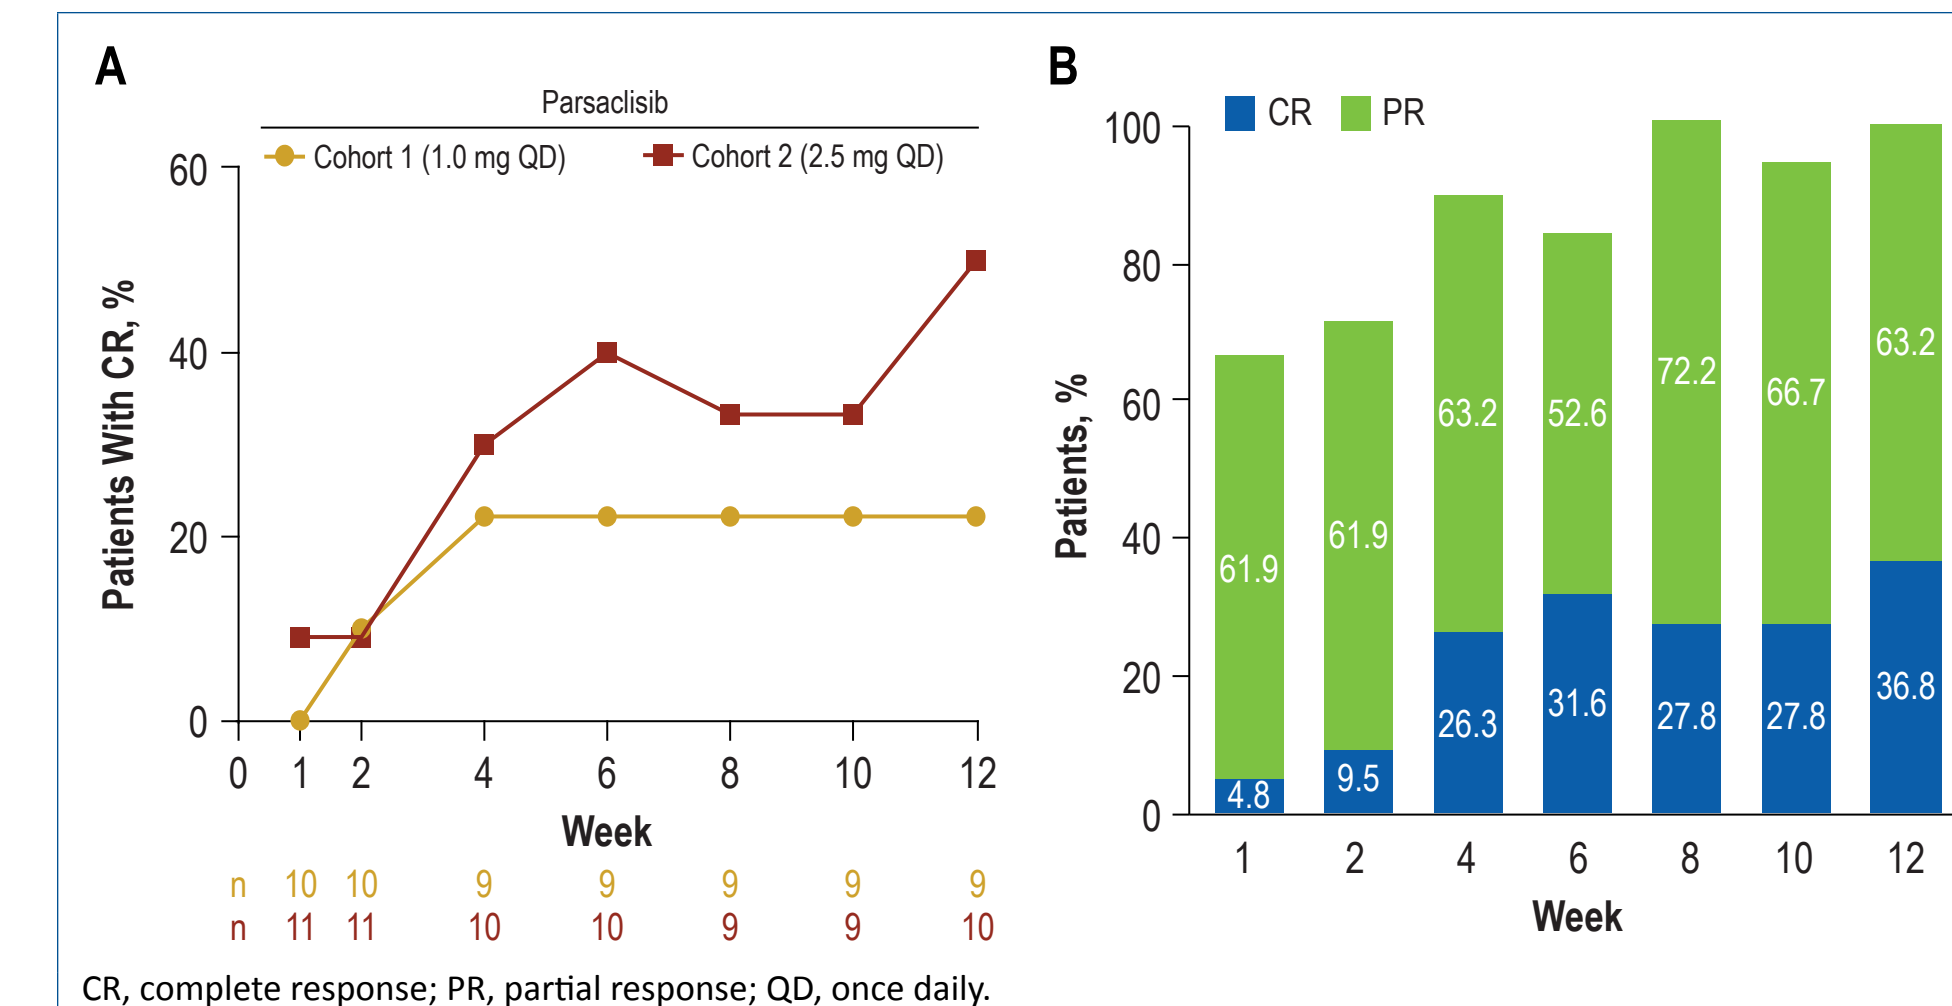 A
Parsaclisib
Cohort 1 (1.0 mg QD)
Cohort 2 (2.5 mg QD)
Patients With CR, %
60
40
20
0
0 1 2 4 6 8 10 12
Week
n 10 10 9 9 9 9 9
n 11 11 10 10 9 9 10
B
CR PR
Patients, %
100
80
60
40
20
0
61.9 61.9 63.2 52.6 72.2 66.7 63.2
4.8 9.5 26.3 31.6 27.8 27.8 36.8
1 2 4 6 8 10 12
Week
CR, complete response; PR, partial response; QD, once daily.